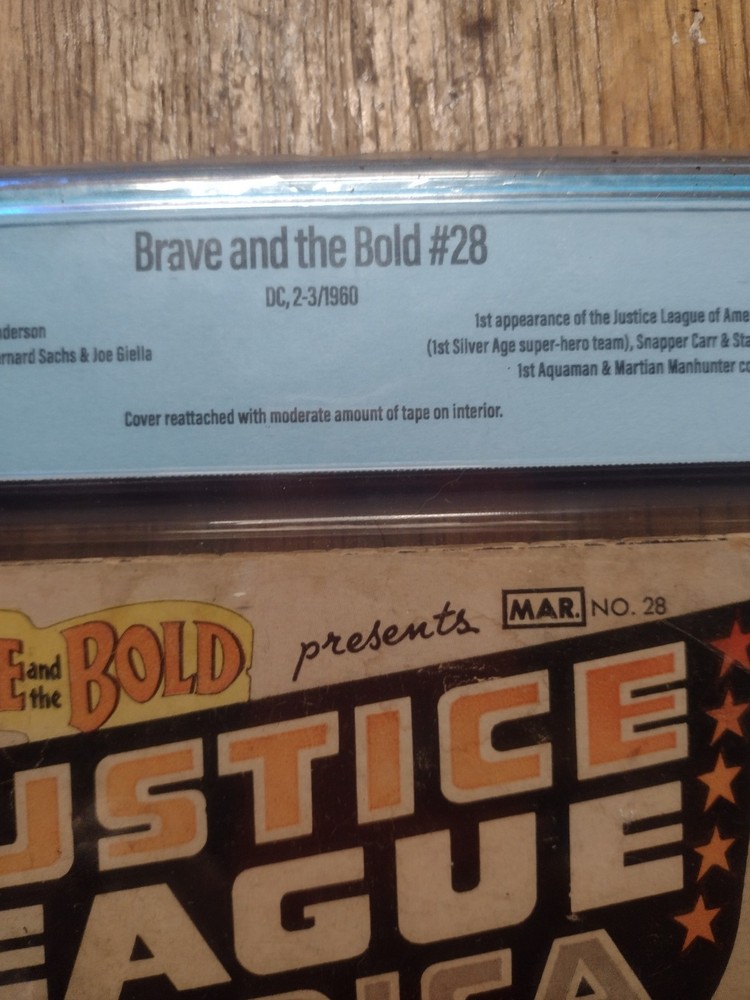 Brave and the Bold #28
DC, 2-3/1960
nderson
ernard Sachs & Joe Giella
1st appearance of the Justice League of Ame
(1st Silver Age super-hero team), Snapper Carr & Sta
1st Aquaman & Martian Manhunter co
Cover reattached with moderate amount of tape on interior.
E and the BOLD
presents
MAR. NO. 28
USTICE
EAGUE
RICA